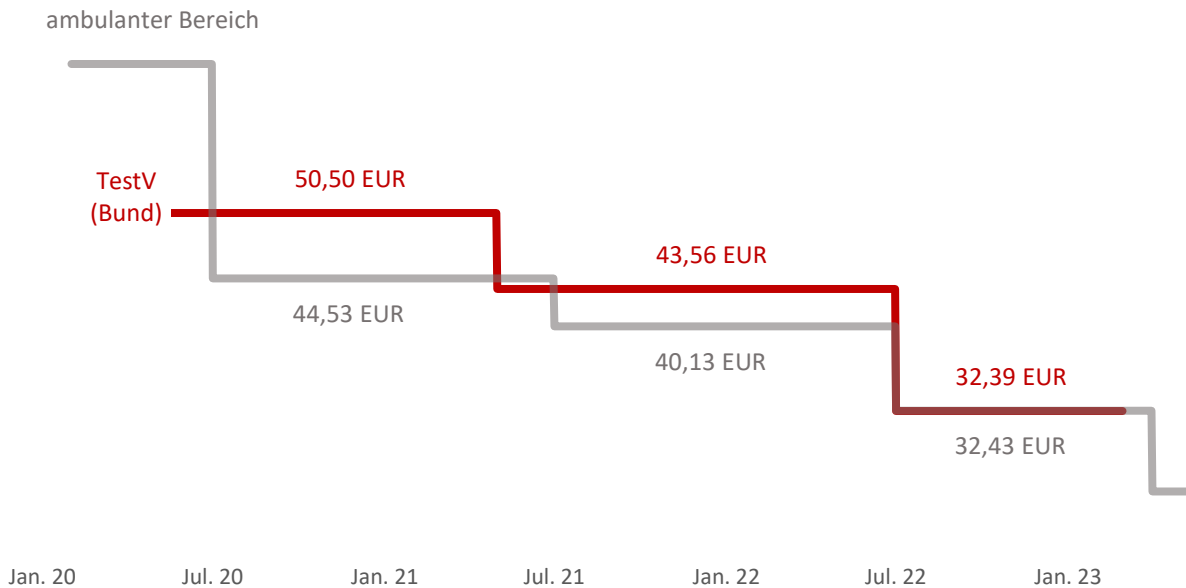 ambulanter Bereich
TestV
(Bund)
50,50 EUR
44,53 EUR
43,56 EUR
40,13 EUR
32,39 EUR
32,43 EUR
Jan. 20
Jul. 20
Jan. 21
Jul. 21
Jan. 22
Jul. 22
Jan. 23